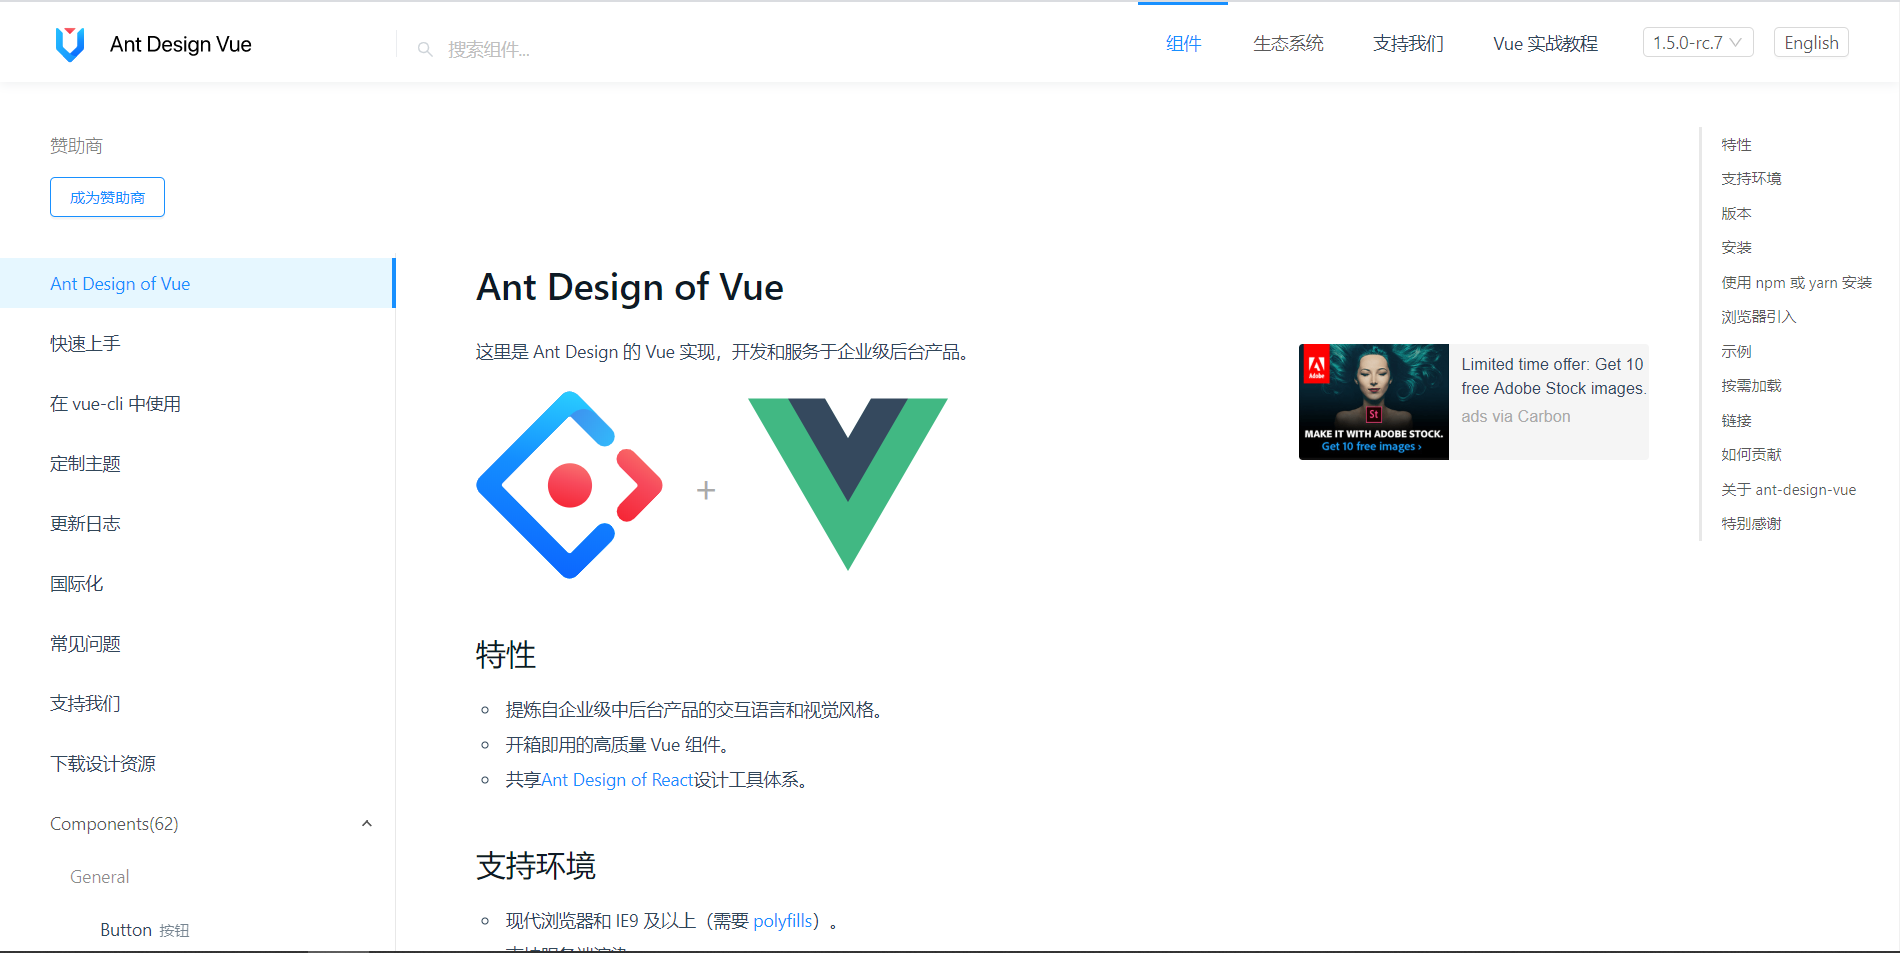 Ant Design Vue
搜索组件...
组件
生态系统
支持我们
Vue 实战教程
1.5.0-rc.7
English
赞助商
成为赞助商
Ant Design of Vue
快速上手
在 vue-cli 中使用
定制主题
更新日志
国际化
常见问题
支持我们
下载设计资源
Components(62)
General
Button 按钮
Ant Design of Vue
这里是 Ant Design 的 Vue 实现，开发和服务于企业级后台产品。
+
特性
提炼自企业级中后台产品的交互语言和视觉风格。
开箱即用的高质量 Vue 组件。
共享Ant Design of React设计工具体系。
支持环境
现代浏览器和 IE9 及以上（需要 polyfills）。
支持服务端渲染
Adobe
St
MAKE IT WITH ADOBE STOCK.
Get 10 free images ›
Limited time offer: Get 10
free Adobe Stock images.
ads via Carbon
特性
支持环境
版本
安装
使用 npm 或 yarn 安装
浏览器引入
示例
按需加载
链接
如何贡献
关于 ant-design-vue
特别感谢